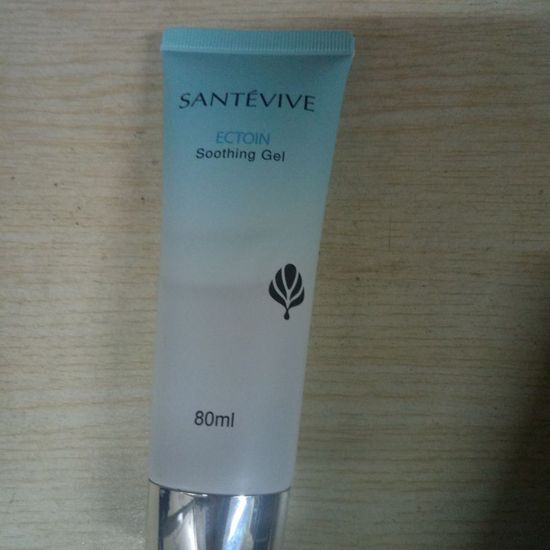 SANTÉVIVE
ECTOIN
Soothing Gel
80ml